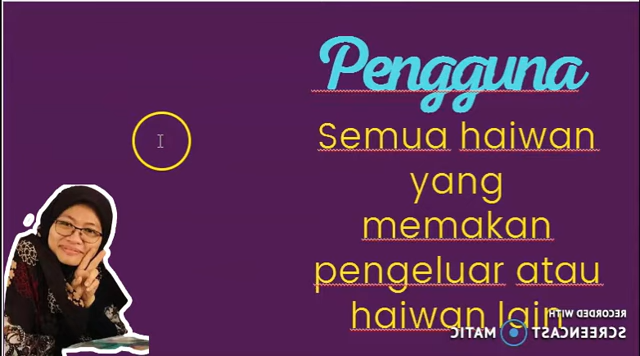 Pengguna
Semua haiwan
yang
memakan
pengeluar atau
haiwan lain
RECORDED WITH
SCREENCAST MATIC